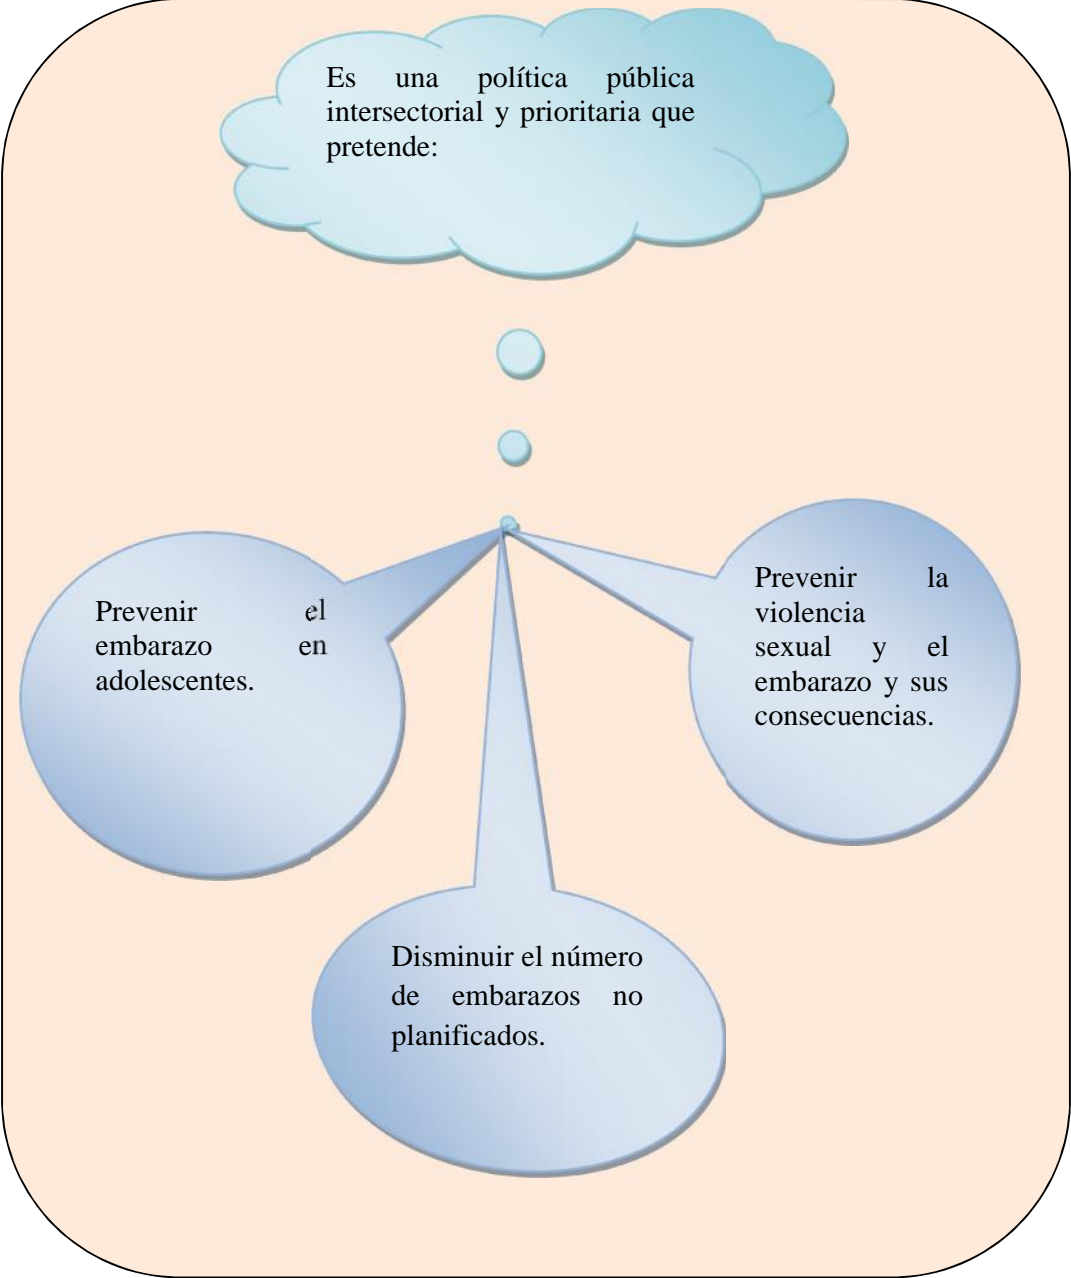 Es una política pública
intersectorial y prioritaria que
pretende:
Prevenir el
embarazo en
adolescentes.
Disminuir el número
de embarazos no
planificados.
Prevenir la
violencia
sexual y el
embarazo y sus
consecuencias.